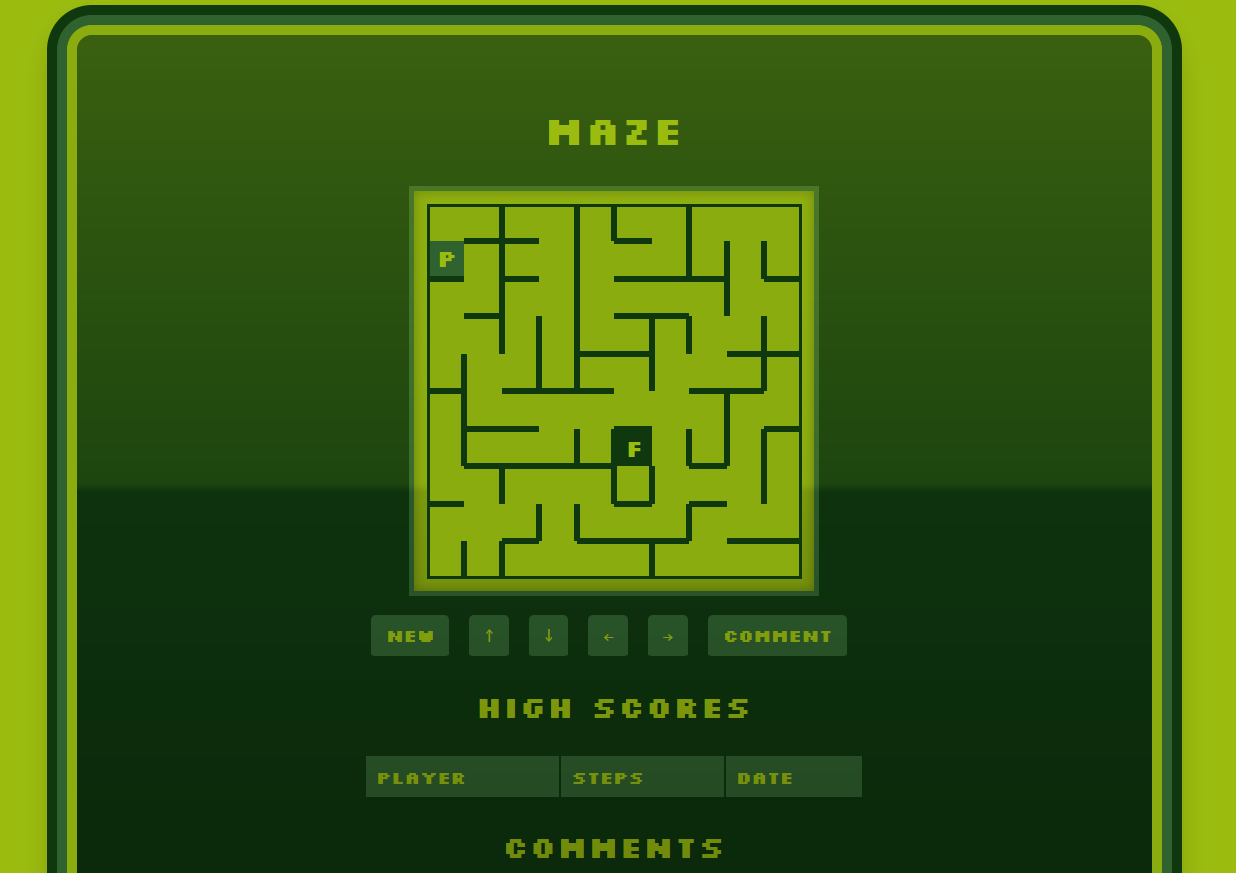 MAZE
P
F
NEW ↑ ↓ ← → COMMENT
HIGH SCORES
PLAYER STEPS DATE
COMMENTS